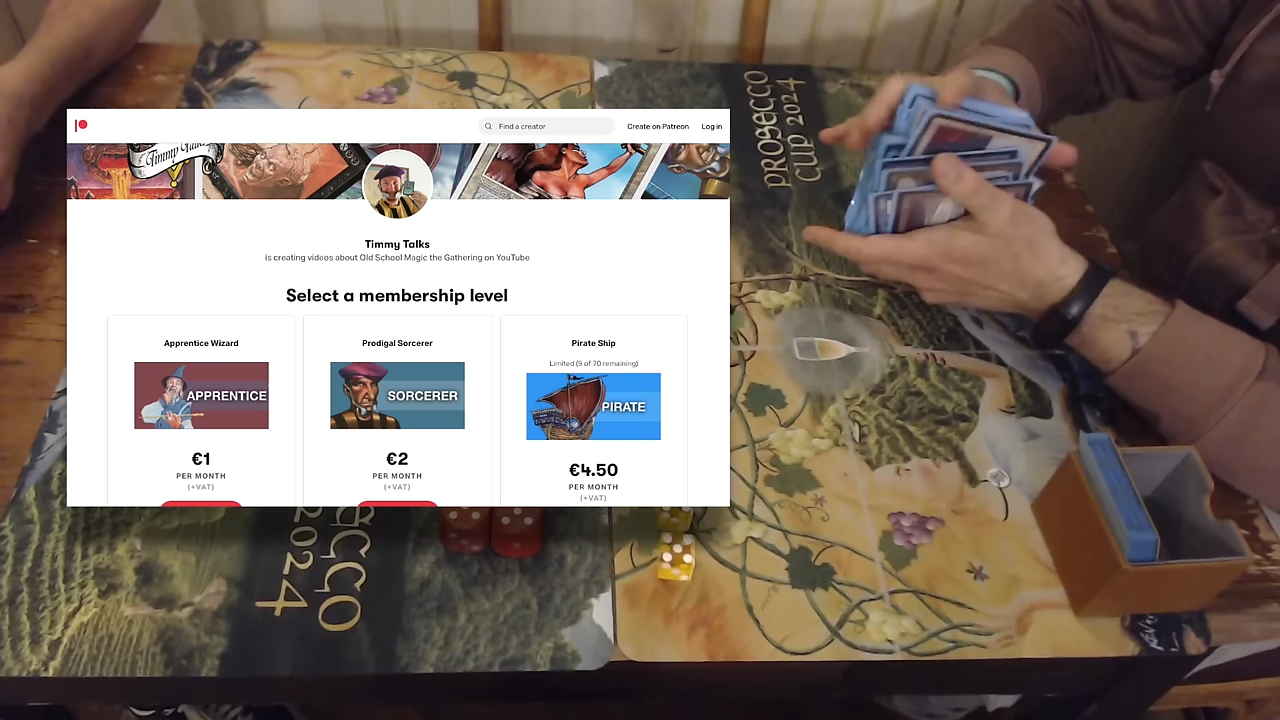 Find a creator
Create on Patreon
Log in
Timmy Talks
Timmy Talks
is creating videos about Old School Magic the Gathering on YouTube
Select a membership level
Apprentice Wizard
APPRENTICE
€1
PER MONTH
(+VAT)
Prodigal Sorcerer
SORCERER
€2
PER MONTH
(+VAT)
Pirate Ship
Limited (9 of 70 remaining)
PIRATE
€4.50
PER MONTH
(+VAT)
PROSECCO
CUP 2024
2024